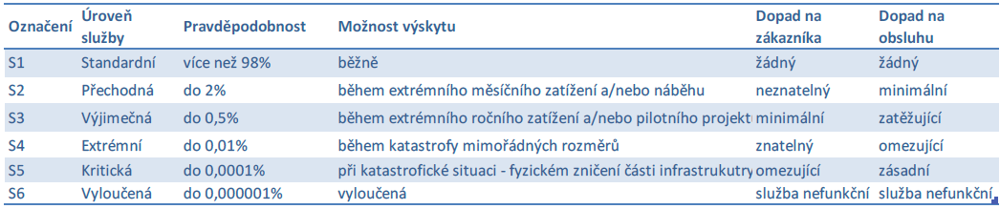 Označení Úroveň služby Pravděpodobnost Možnost výskytu Dopad na zákazníka Dopad na obsluhu
S1 Standardní více než 98% běžně žádný žádný
S2 Přechodná do 2% během extrémního měsíčního zatížení a/nebo náběhu neznatelný minimální
S3 Výjimečná do 0,5% během extrémního ročního zatížení a/nebo pilotního projektu minimální zatěžující
S4 Extrémní do 0,01% během katastrofy mimořádných rozměrů znatelný omezující
S5 Kritická do 0,0001% při katastrofické situaci - fyzickém zničení části infrastrukutry omezující zásadní
S6 Vyloučená do 0,000001% vyloučená služba nefunkční služba nefunkční